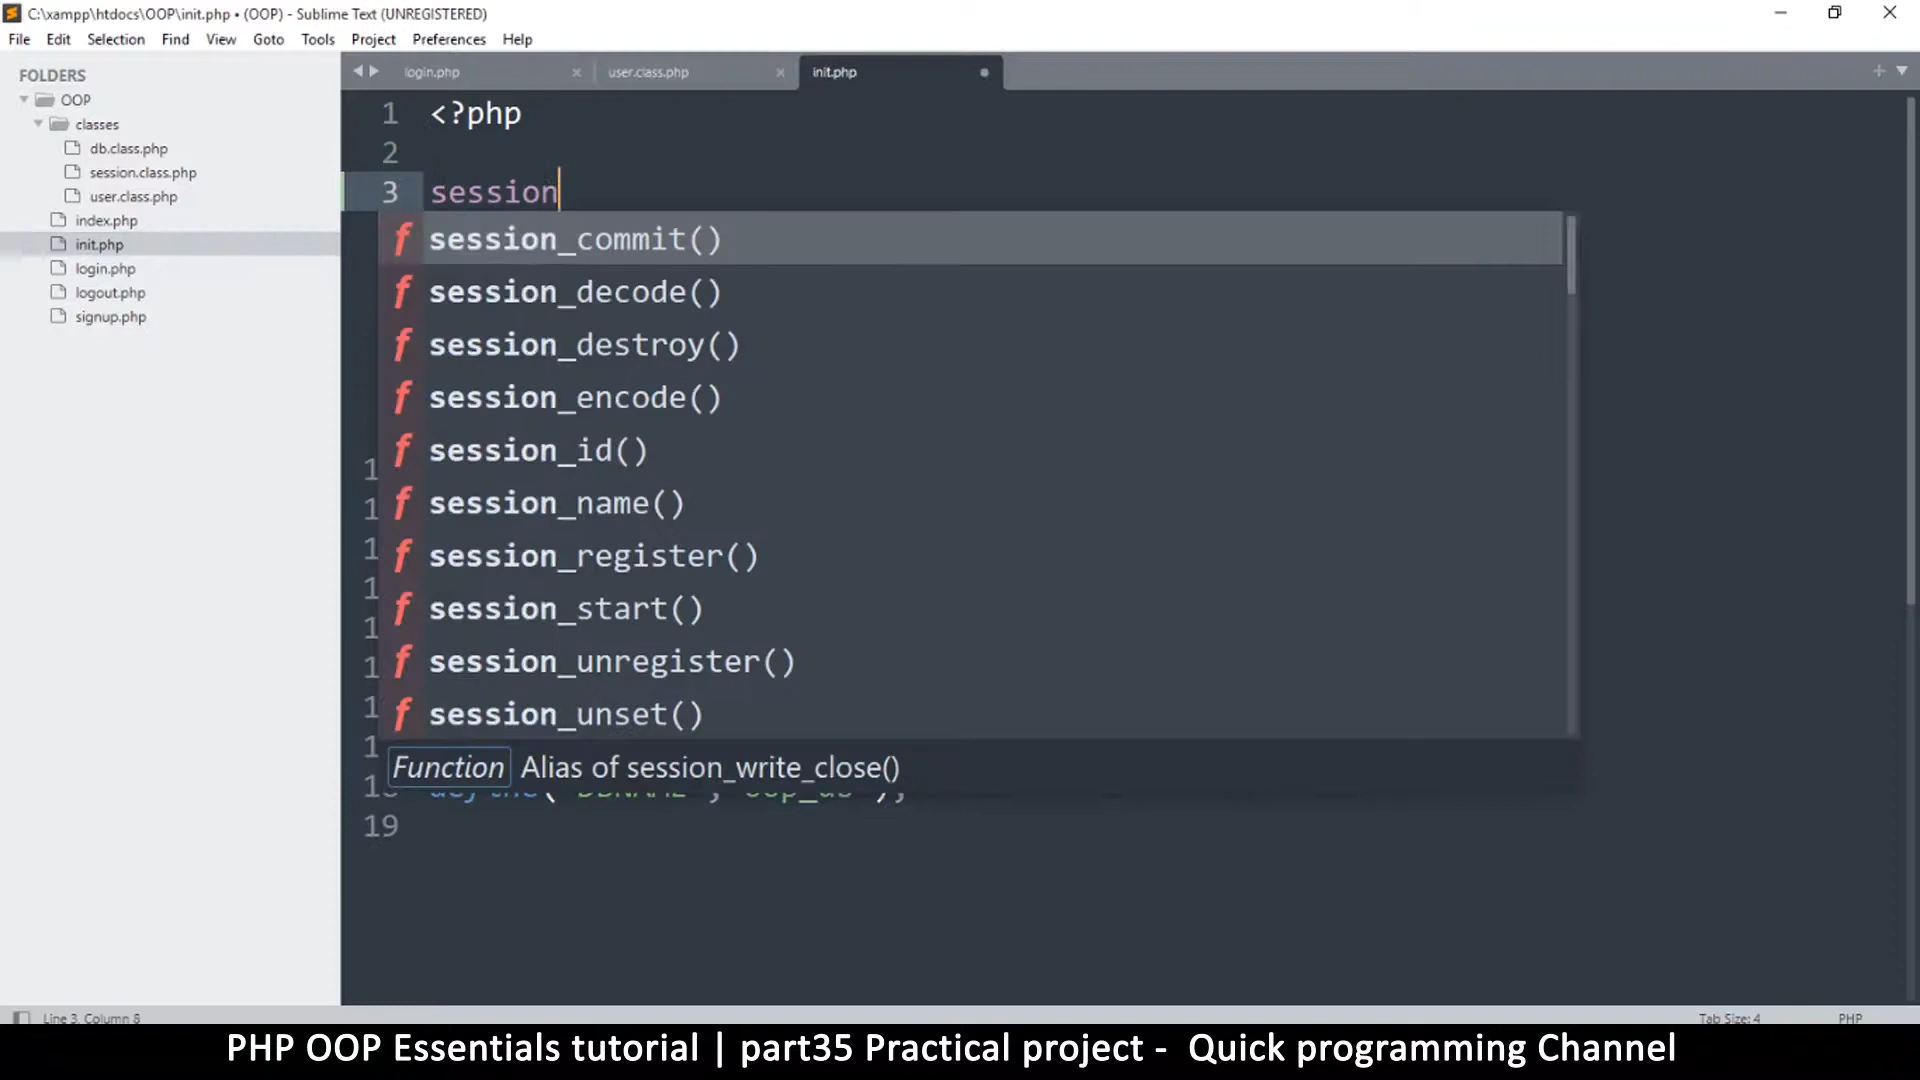 C:\xampp\htdocs\OOP\init.php • (OOP) - Sublime Text (UNREGISTERED)
File Edit Selection Find View Goto Tools Project Preferences Help
FOLDERS
OOP
classes
db.class.php
session.class.php
user.class.php
index.php
init.php
login.php
logout.php
signup.php
login.php user.class.php init.php
1 <?php
2
3 session
session_commit()
session_decode()
session_destroy()
session_encode()
session_id()
session_name()
session_register()
session_start()
session_unregister()
session_unset()
Function Alias of session_write_close()
19
Line 3, Column 8 Tab Size: 4 PHP
PHP OOP Essentials tutorial | part35 Practical project - Quick programming Channel